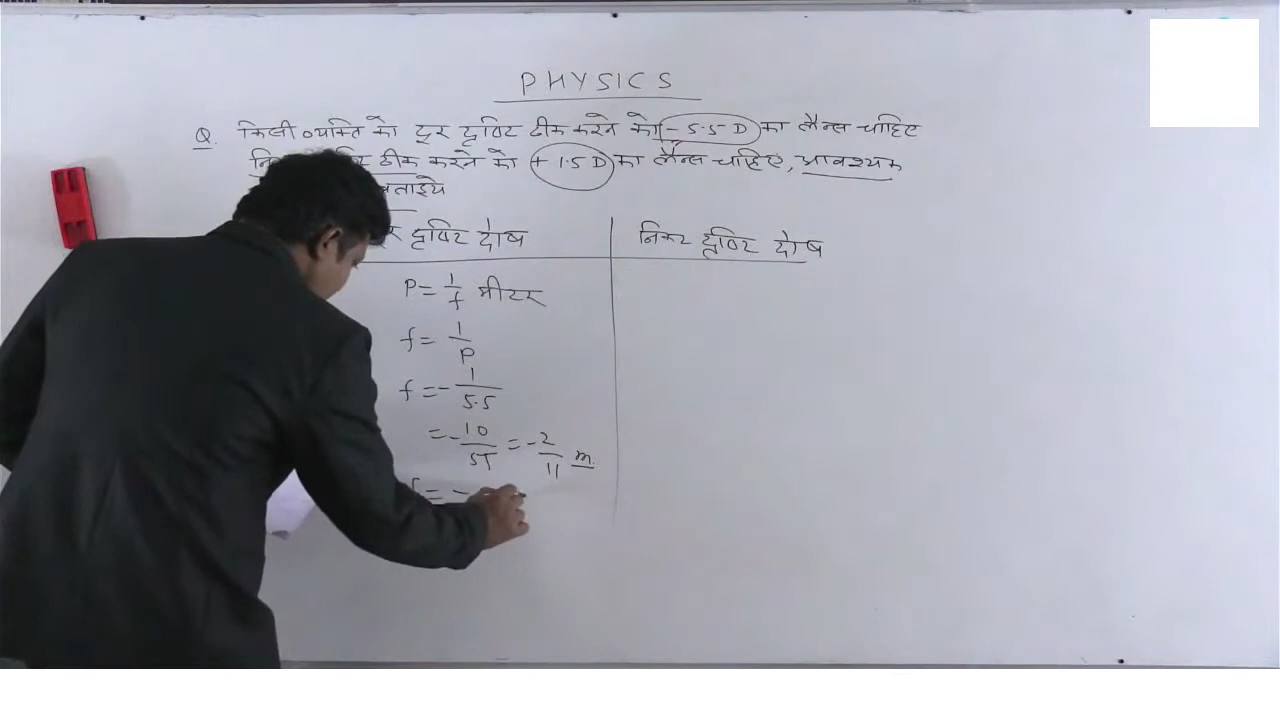 PHYSICS
Q. किसी व्यक्ति को दूर दृष्टि ठीक करने को - 5.5 D का लैन्स चाहिए
ठीक करने को + 1.5 D का लैन्स चाहिए, आवश्यक
बताइये
दृष्टि दोष
निकट दृष्टि दोष
P = 1/f मीटर
f = 1/P
f = - 1/5.5
= - 10/55 = - 2/11 m.
f = -